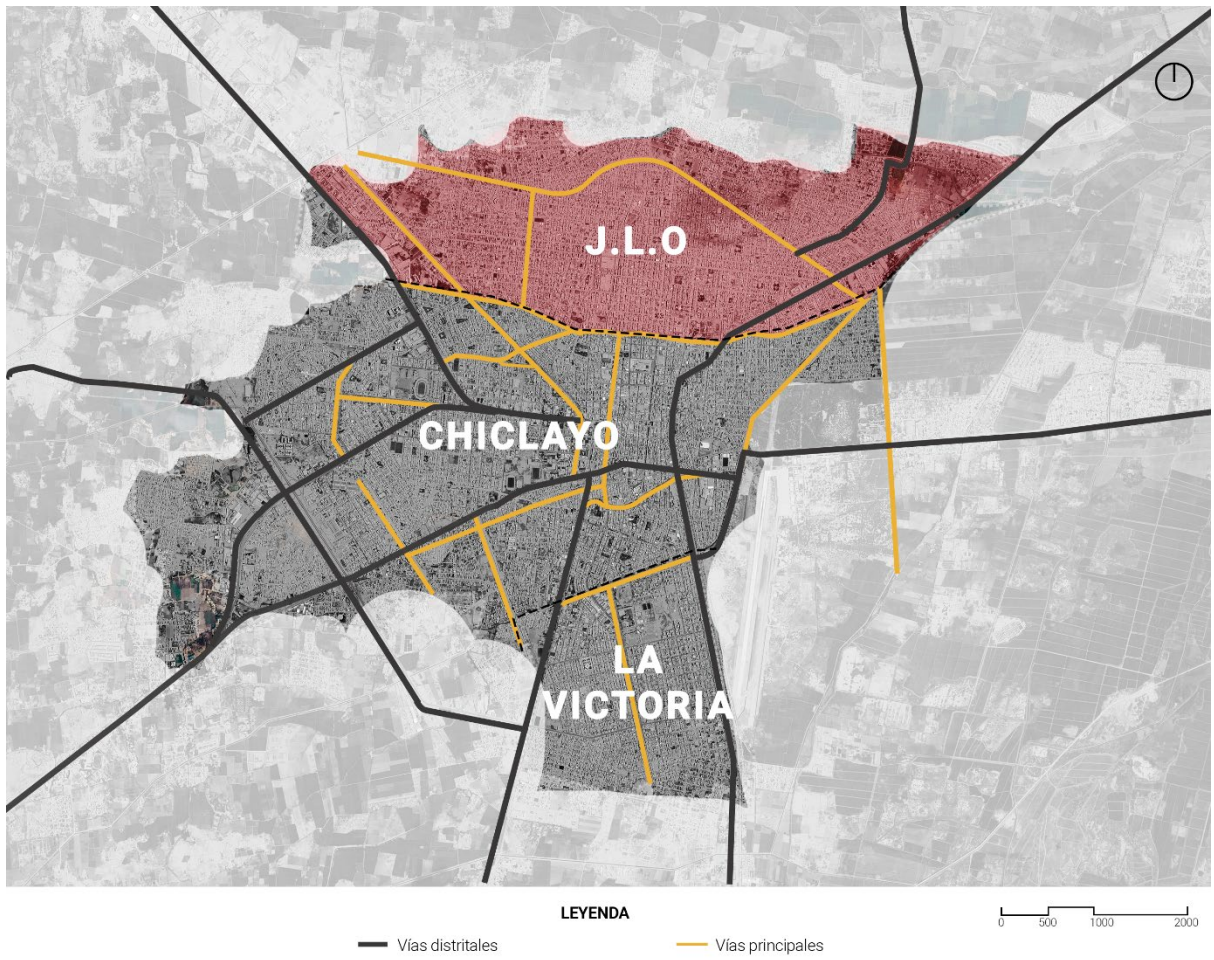 J.L.O
CHICLAYO
LA
VICTORIA
LEYENDA
Vías distritales
Vías principales
0 500 1000 2000